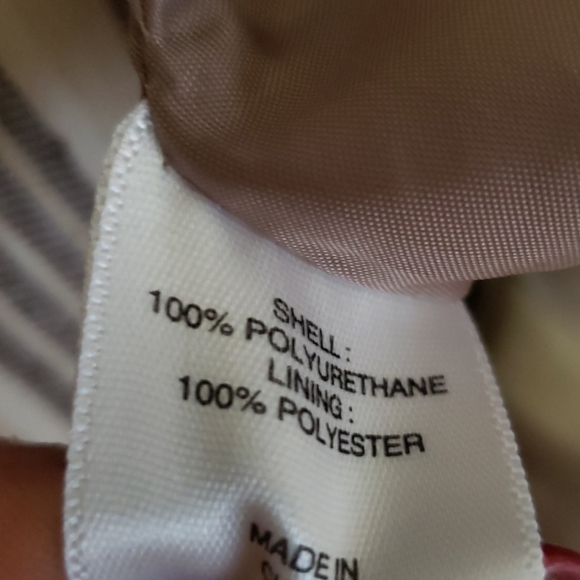 SHELL :
100% POLYURETHANE
LINING :
100% POLYESTER
MADE IN